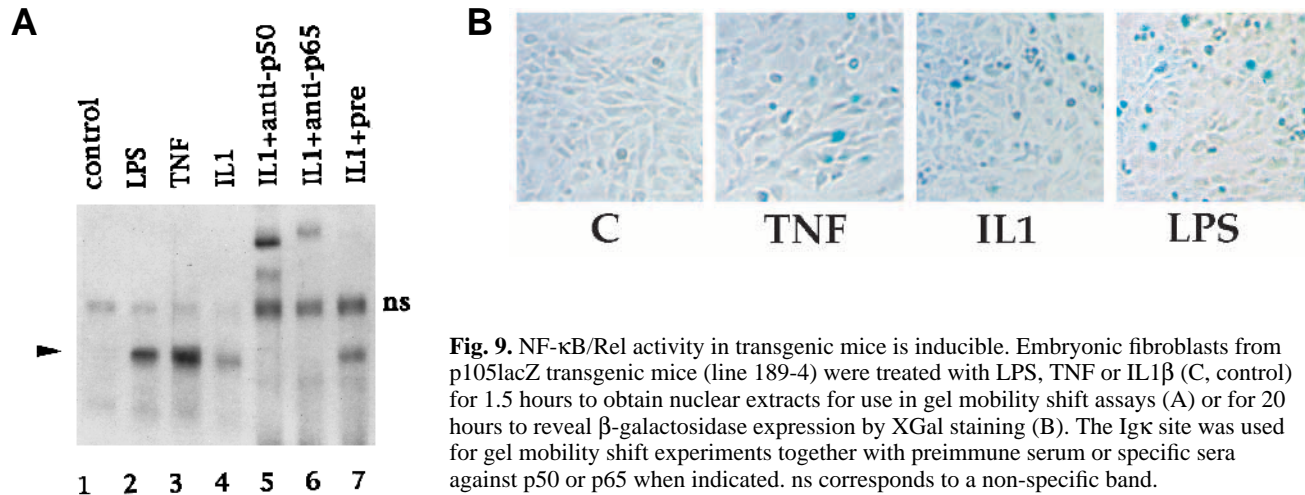 A
control
LPS
TNF
IL1
IL1+anti-p50
IL1+anti-p65
IL1+pre
ns
1 2 3 4 5 6 7
B
C TNF IL1 LPS
Fig. 9. NF-κB/Rel activity in transgenic mice is inducible. Embryonic fibroblasts from
p105lacZ transgenic mice (line 189-4) were treated with LPS, TNF or IL1β (C, control)
for 1.5 hours to obtain nuclear extracts for use in gel mobility shift assays (A) or for 20
hours to reveal β-galactosidase expression by XGal staining (B). The Igκ site was used
for gel mobility shift experiments together with preimmune serum or specific sera
against p50 or p65 when indicated. ns corresponds to a non-specific band.